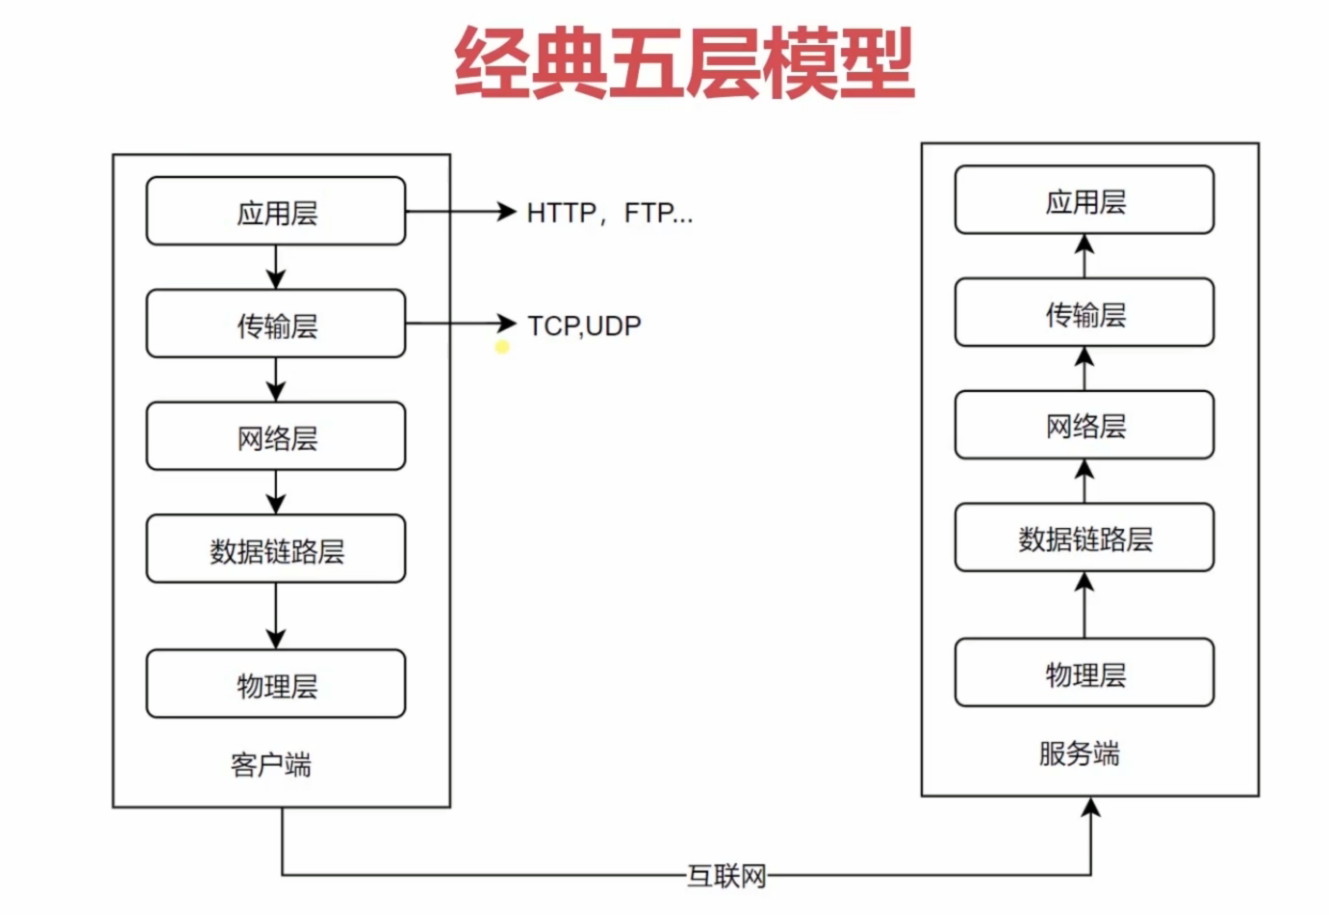 经典五层模型
应用层
HTTP，FTP...
传输层
TCP,UDP
网络层
数据链路层
物理层
客户端
应用层
传输层
网络层
数据链路层
物理层
服务端
互联网